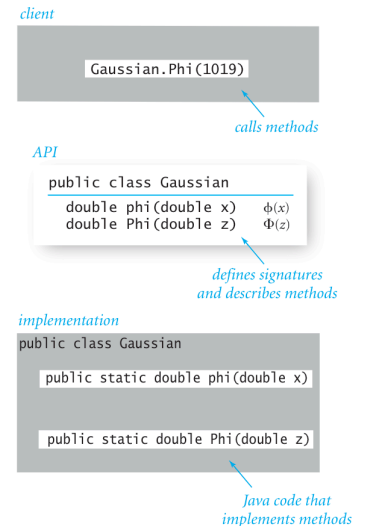 client
Gaussian.Phi(1019)
calls methods
API
public class Gaussian
double phi(double x) ϕ(x)
double Phi(double z) Φ(z)
defines signatures
and describes methods
implementation
public class Gaussian
public static double phi(double x)
public static double Phi(double z)
Java code that
implements methods